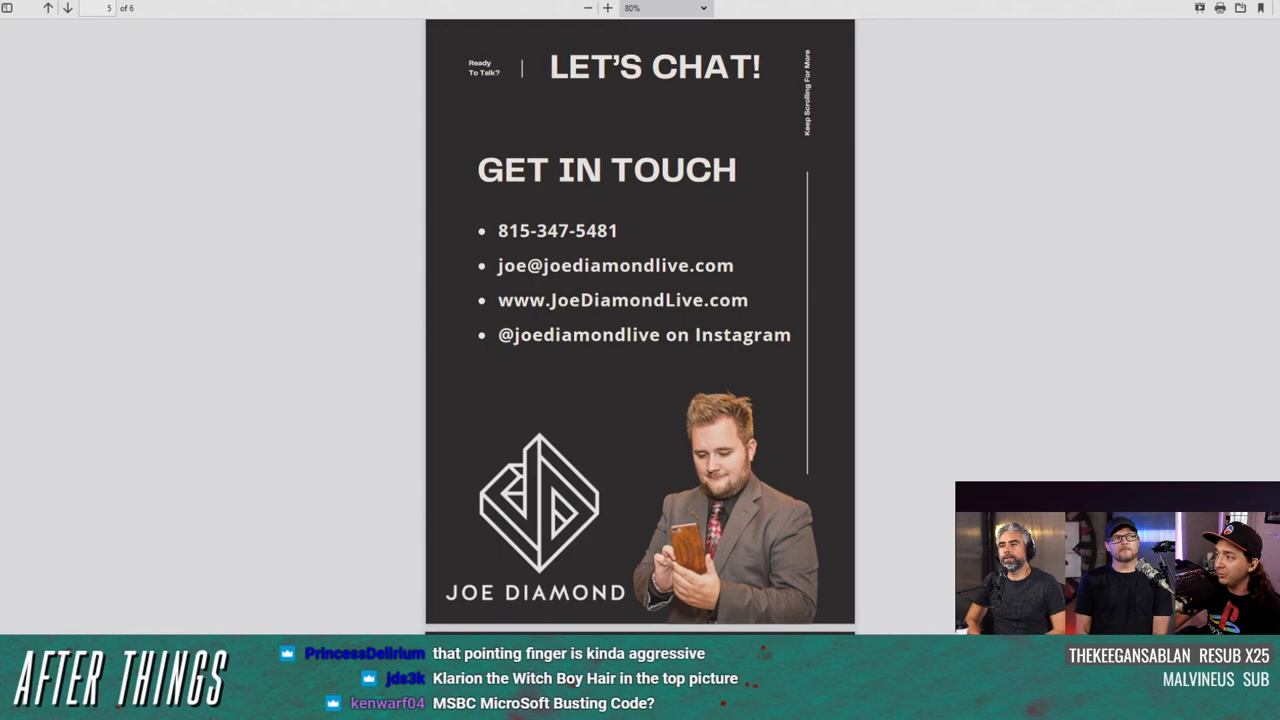 5 of 6
80%
Ready
To Talk?
LET'S CHAT!
Keep Scrolling For More
GET IN TOUCH
• 815-347-5481
• joe@joediamondlive.com
• www.JoeDiamondLive.com
• @joediamondlive on Instagram
JOE DIAMOND
AFTER THINGS
PrincessDelirium that pointing finger is kinda aggressive
jds3k Klarion the Witch Boy Hair in the top picture
kenwarf04 MSBC MicroSoft Busting Code?
THEKEEGANSABLAN RESUB X25
MALVINEUS SUB